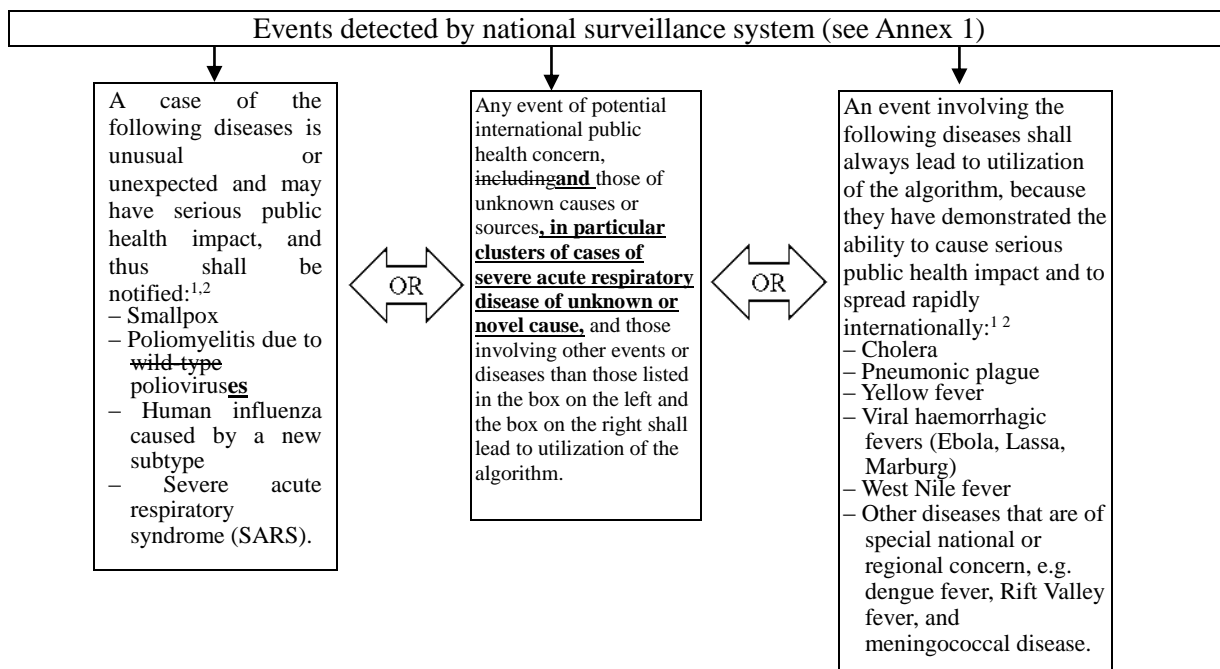 Events detected by national surveillance system (see Annex 1)
A case of the
following diseases is
unusual or
unexpected and may
have serious public
health impact, and
thus shall be
notified:1,2
– Smallpox
– Poliomyelitis due to
wild-type
polioviruses
– Human influenza
caused by a new
subtype
– Severe acute
respiratory
syndrome (SARS).
OR
Any event of potential
international public
health concern,
includingand those of
unknown causes or
sources, in particular
clusters of cases of
severe acute respiratory
disease of unknown or
novel cause, and those
involving other events or
diseases than those listed
in the box on the left and
the box on the right shall
lead to utilization of the
algorithm.
OR
An event involving the
following diseases shall
always lead to utilization
of the algorithm, because
they have demonstrated the
ability to cause serious
public health impact and to
spread rapidly
internationally:1 2
– Cholera
– Pneumonic plague
– Yellow fever
– Viral haemorrhagic
fevers (Ebola, Lassa,
Marburg)
– West Nile fever
– Other diseases that are of
special national or
regional concern, e.g.
dengue fever, Rift Valley
fever, and
meningococcal disease.